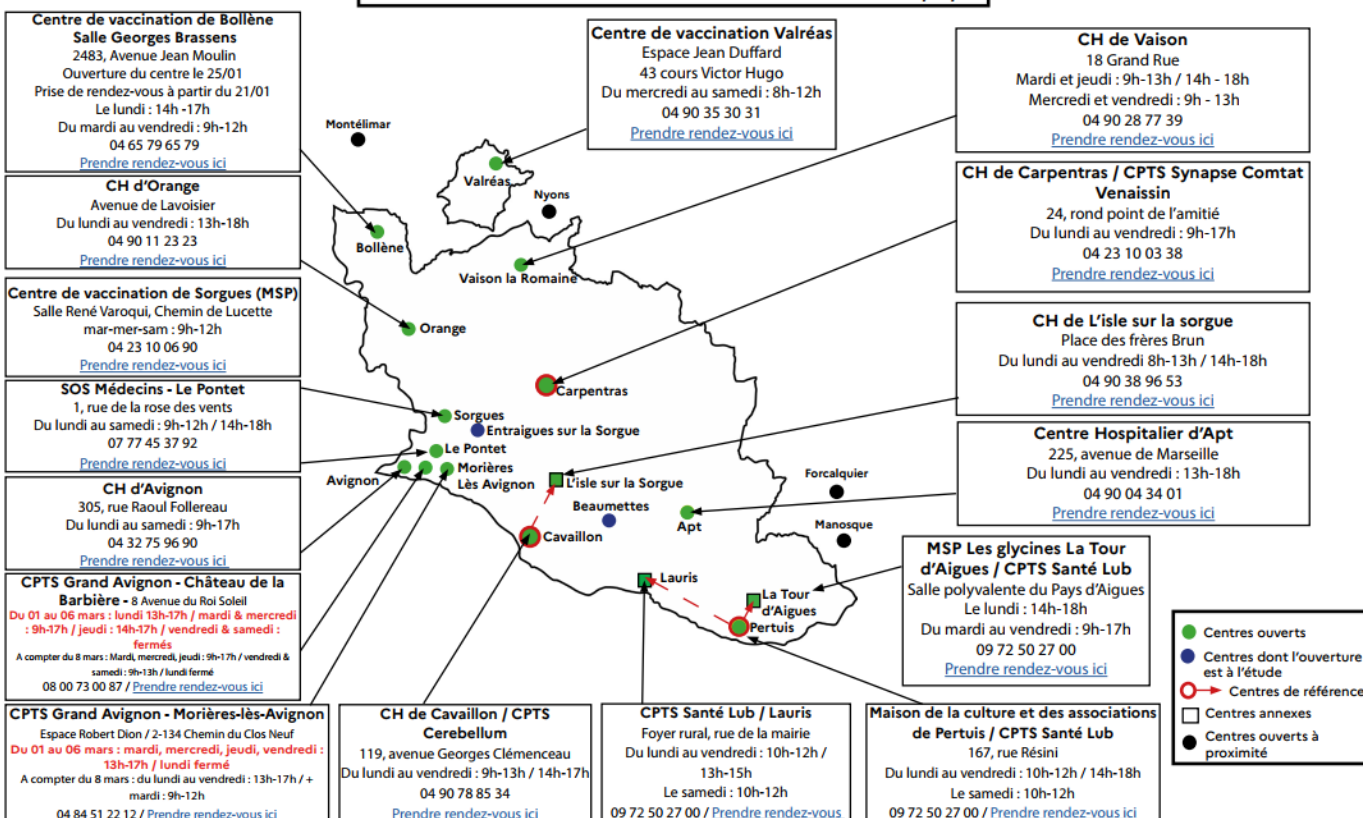 Centre de vaccination de Bollène
Salle Georges Brassens
2483, Avenue Jean Moulin
Ouverture du centre le 25/01
Prise de rendez-vous à partir du 21/01
Le lundi : 14h -17h
Du mardi au vendredi : 9h-12h
04 65 79 65 79
Prendre rendez-vous ici
CH d'Orange
Avenue de Lavoisier
Du lundi au vendredi : 13h-18h
04 90 11 23 23
Prendre rendez-vous ici
Centre de vaccination de Sorgues (MSP)
Salle René Varoqui, Chemin de Lucette
mar-mer-sam : 9h-12h
04 23 10 06 90
Prendre rendez-vous ici
SOS Médecins - Le Pontet
1, rue de la rose des vents
Du lundi au samedi : 9h-12h / 14h-18h
07 77 45 37 92
Prendre rendez-vous ici
CH d'Avignon
305, rue Raoul Follereau
Du lundi au samedi : 9h-17h
04 32 75 96 90
Prendre rendez-vous ici
CPTS Grand Avignon - Château de la
Barbière - 8 Avenue du Roi Soleil
Du 01 au 06 mars : lundi 13h-17h / mardi & mercredi
: 9h-17h / jeudi : 14h-17h / vendredi & samedi :
fermés
A compter du 8 mars : Mardi, mercredi, jeudi : 9h-17h / vendredi &
samedi : 9h-13h / lundi fermé
08 00 73 00 87 / Prendre rendez-vous ici
CPTS Grand Avignon - Morières-lès-Avignon
Espace Robert Dion / 2-134 Chemin du Clos Neuf
Du 01 au 06 mars : mardi, mercredi, jeudi, vendredi :
13h-17h / lundi fermé
A compter du 8 mars : du lundi au vendredi : 13h-17h / +
mardi : 9h-12h
04 84 51 22 12 / Prendre rendez-vous ici
Centre de vaccination Valréas
Espace Jean Duffard
43 cours Victor Hugo
Du mercredi au samedi : 8h-12h
04 90 35 30 31
Prendre rendez-vous ici
CH de Vaison
18 Grand Rue
Mardi et jeudi : 9h-13h / 14h - 18h
Mercredi et vendredi : 9h - 13h
04 90 28 77 39
Prendre rendez-vous ici
CH de Carpentras / CPTS Synapse Comtat
Venaissin
24, rond point de l'amitié
Du lundi au vendredi : 9h-17h
04 23 10 03 38
Prendre rendez-vous ici
CH de L'isle sur la sorgue
Place des frères Brun
Du lundi au vendredi 8h-13h / 14h-18h
04 90 38 96 53
Prendre rendez-vous ici
Centre Hospitalier d'Apt
225, avenue de Marseille
Du lundi au vendredi : 13h-18h
04 90 04 34 01
Prendre rendez-vous ici
MSP Les glycines La Tour
d'Aigues / CPTS Santé Lub
Salle polyvalente du Pays d'Aigues
Le lundi : 14h-18h
Du mardi au vendredi : 9h-17h
09 72 50 27 00
Prendre rendez-vous ici
CH de Cavaillon / CPTS
Cerebellum
119, avenue Georges Clémenceau
Du lundi au vendredi : 9h-13h / 14h-17h
04 90 78 85 34
Prendre rendez-vous ici
CPTS Santé Lub / Lauris
Foyer rural, rue de la mairie
Du lundi au vendredi : 10h-12h /
13h-15h
Le samedi : 10h-12h
09 72 50 27 00 / Prendre rendez-vous
Maison de la culture et des associations
de Pertuis / CPTS Santé Lub
167, rue Résini
Du lundi au vendredi : 10h-12h / 14h-18h
Le samedi : 10h-12h
09 72 50 27 00 / Prendre rendez-vous ici
Montélimar
Valréas
Nyons
Bollène
Vaison la Romaine
Orange
Carpentras
Sorgues
Entraigues sur la Sorgue
Le Pontet
Avignon
Morières
Lès Avignon
L'isle sur la Sorgue
Beaumettes
Cavaillon
Apt
Forcalquier
Manosque
Lauris
La Tour
d'Aigues
Pertuis
Centres ouverts
Centres dont l'ouverture
est à l'étude
Centres de référence
Centres annexes
Centres ouverts à
proximité